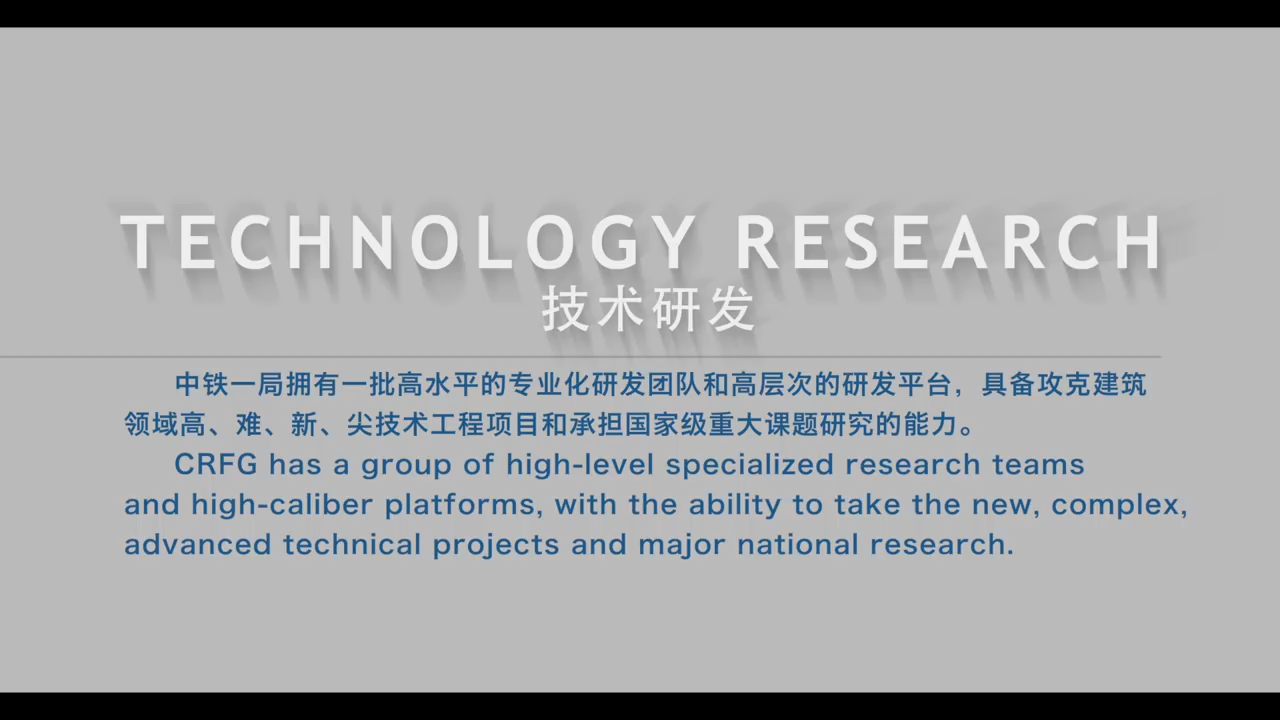 TECHNOLOGY RESEARCH
技术研发
中铁一局拥有一批高水平的专业化研发团队和高层次的研发平台，具备攻克建筑
领域高、难、新、尖技术工程项目和承担国家级重大课题研究的能力。
CRFG has a group of high-level specialized research teams
and high-caliber platforms, with the ability to take the new, complex,
advanced technical projects and major national research.